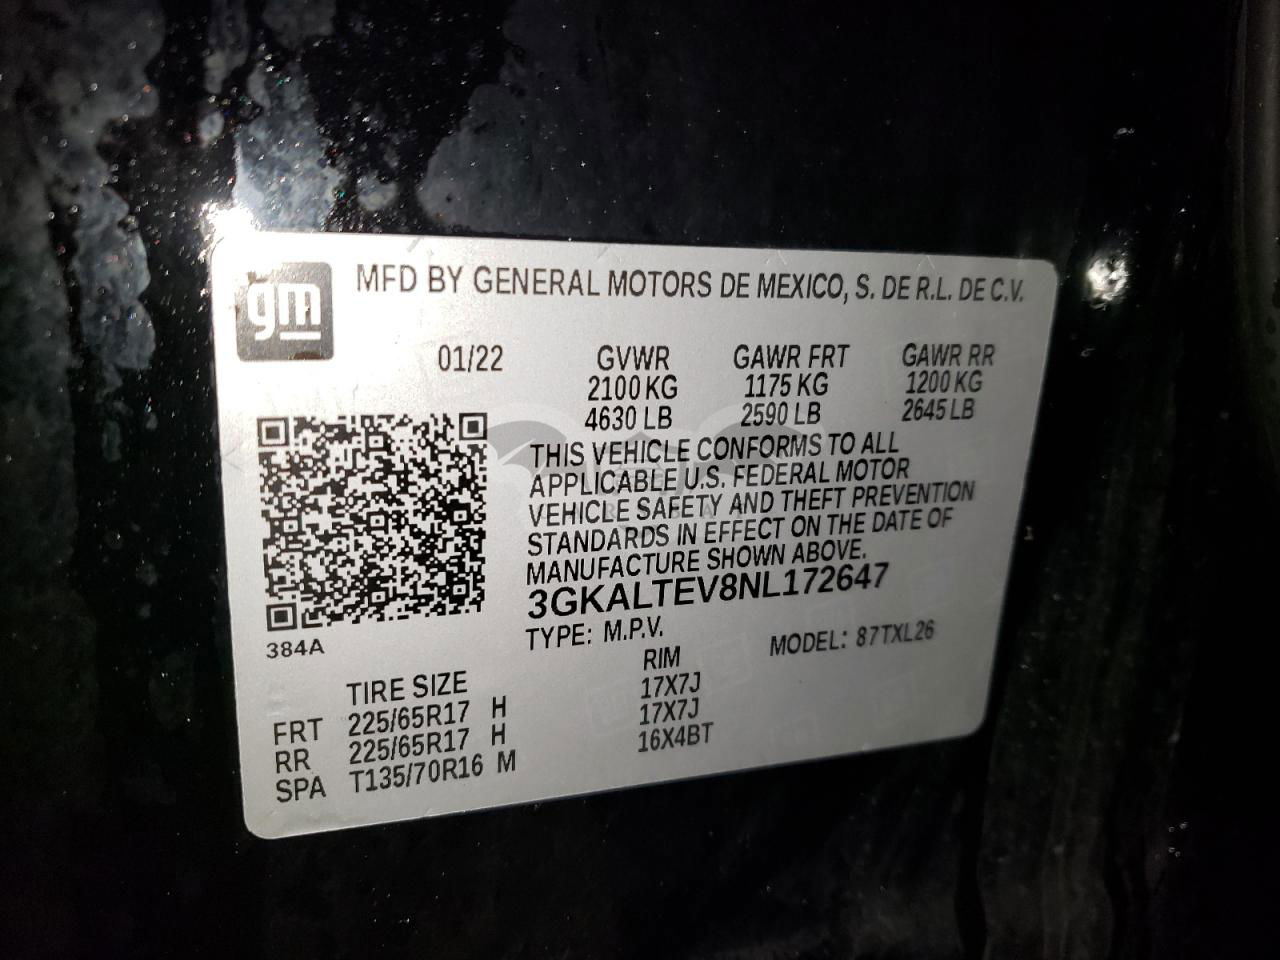 gm
MFD BY GENERAL MOTORS DE MEXICO, S. DE R.L. DE C.V.
01/22 GVWR GAWR FRT GAWR RR
2100 KG 1175 KG 1200 KG
4630 LB 2590 LB 2645 LB
THIS VEHICLE CONFORMS TO ALL
APPLICABLE U.S. FEDERAL MOTOR
VEHICLE SAFETY AND THEFT PREVENTION
STANDARDS IN EFFECT ON THE DATE OF
MANUFACTURE SHOWN ABOVE.
3GKALTEV8NL172647
384A
TYPE: M.P.V. MODEL: 87TXL26
TIRE SIZE RIM
FRT 225/65R17 H 17X7J
RR 225/65R17 H 17X7J
SPA T135/70R16 M 16X4BT